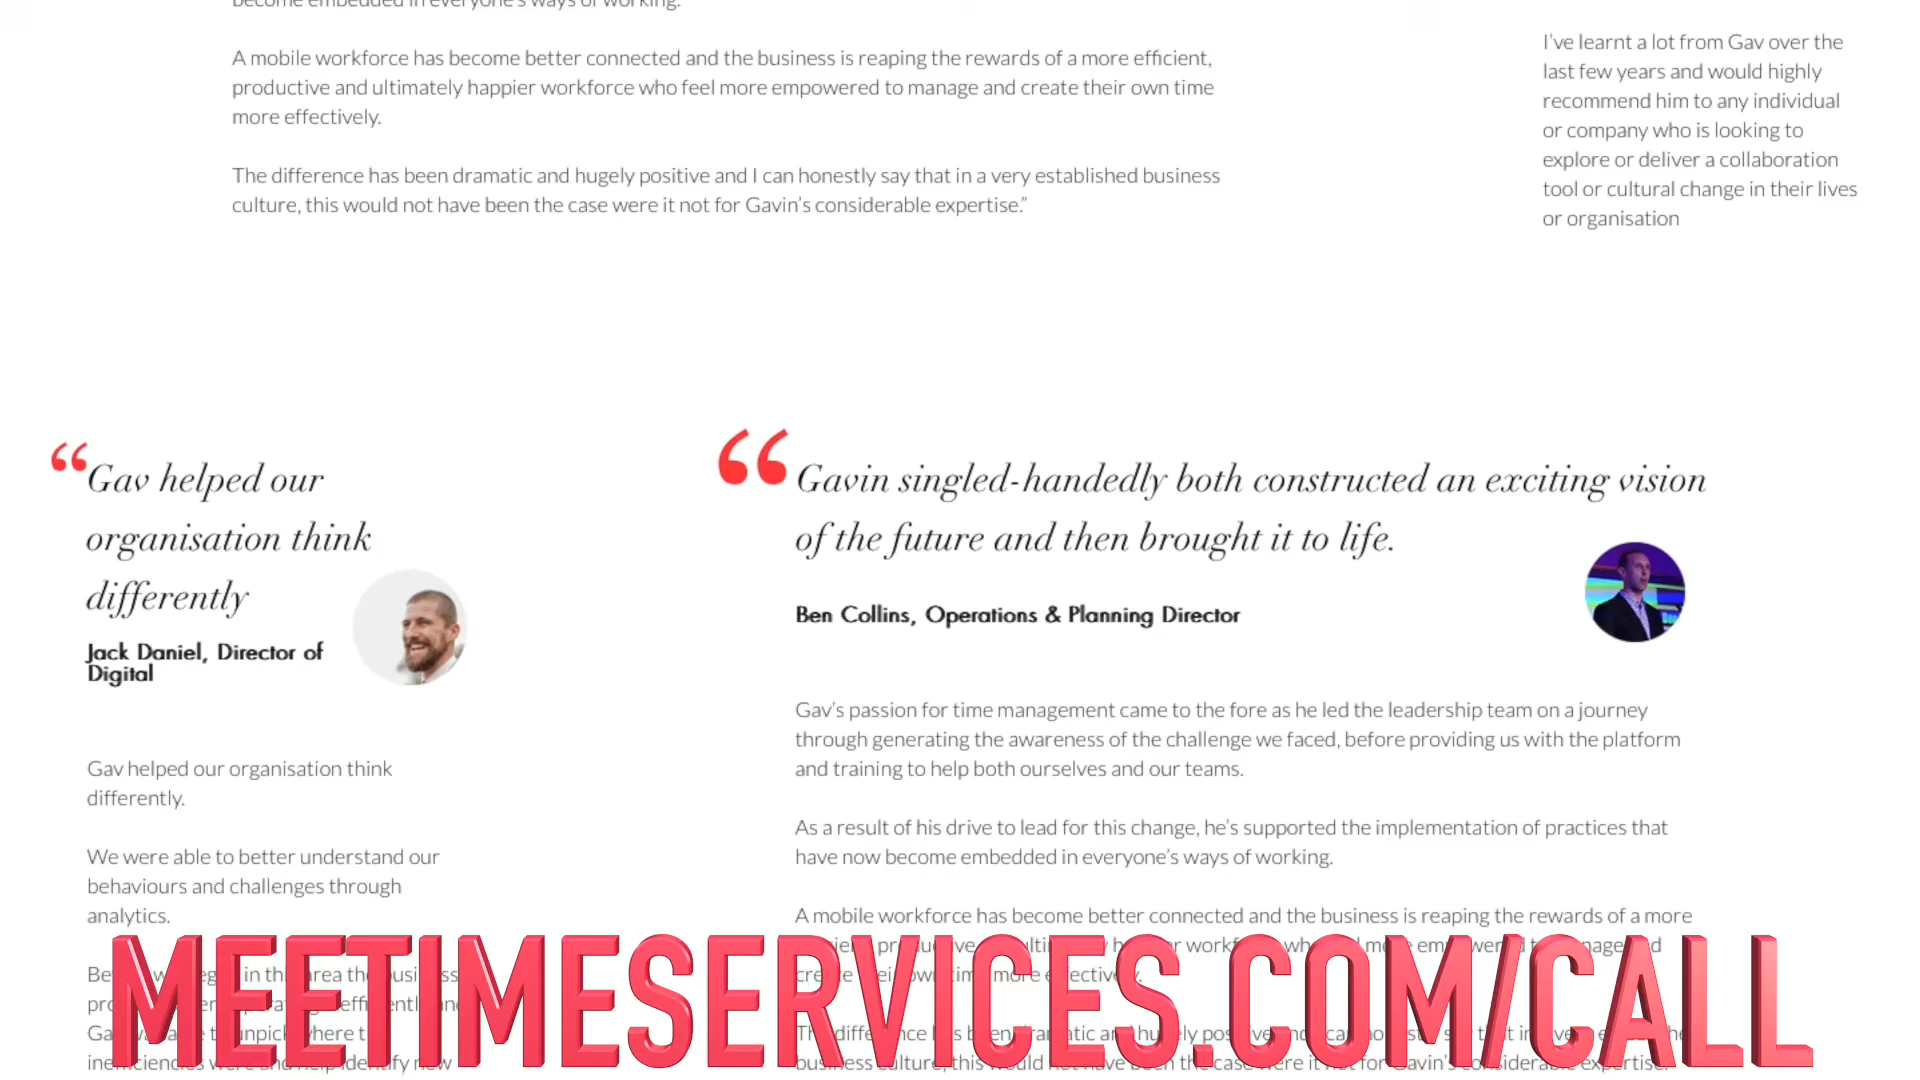 become embedded in everyone's ways of working.
A mobile workforce has become better connected and the business is reaping the rewards of a more efficient,
productive and ultimately happier workforce who feel more empowered to manage and create their own time
more effectively.
The difference has been dramatic and hugely positive and I can honestly say that in a very established business
culture, this would not have been the case were it not for Gavin's considerable expertise.”
I've learnt a lot from Gav over the
last few years and would highly
recommend him to any individual
or company who is looking to
explore or deliver a collaboration
tool or cultural change in their lives
or organisation
“Gav helped our
organisation think
differently
Jack Daniel, Director of
Digital
Gav helped our organisation think
differently.
We were able to better understand our
behaviours and challenges through
analytics.
“Gavin singled-handedly both constructed an exciting vision
of the future and then brought it to life.
Ben Collins, Operations & Planning Director
Gav's passion for time management came to the fore as he led the leadership team on a journey
through generating the awareness of the challenge we faced, before providing us with the platform
and training to help both ourselves and our teams.
As a result of his drive to lead for this change, he's supported the implementation of practices that
have now become embedded in everyone's ways of working.
A mobile workforce has become better connected and the business is reaping the rewards of a more
MEETIMESERVICES.COM/CALL